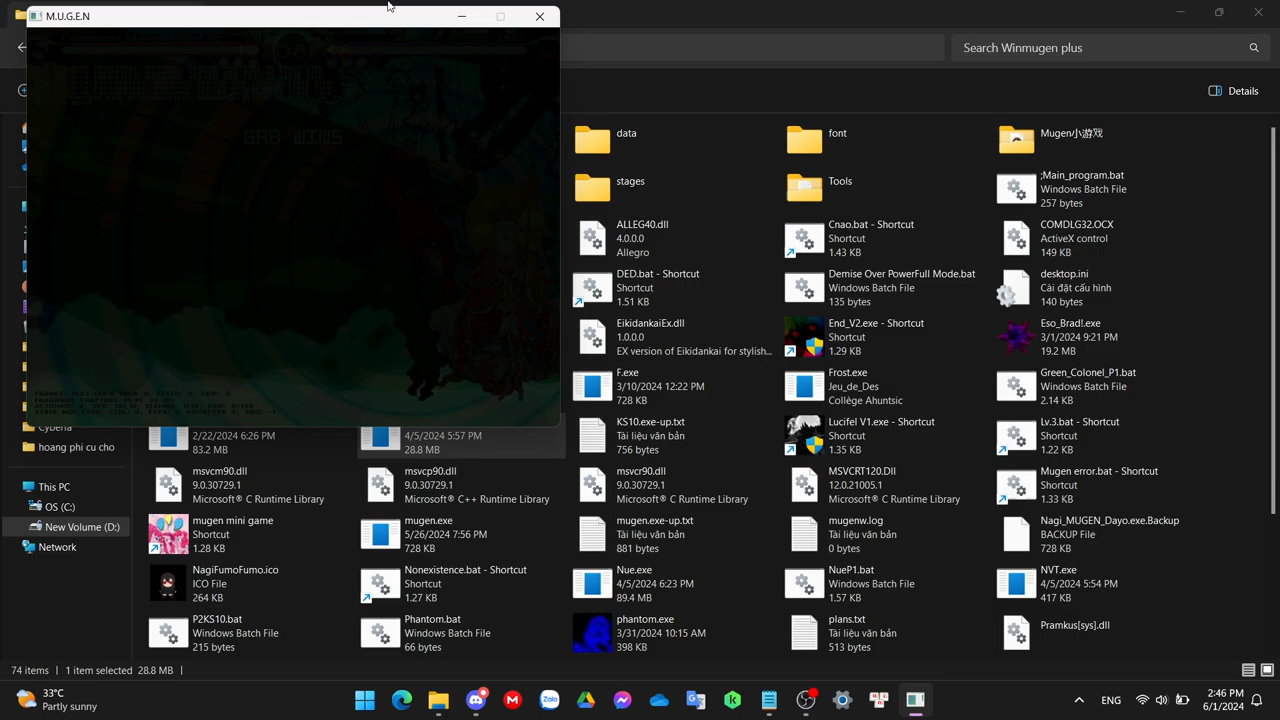 M.U.G.E.N
Search Winmugen plus
Details
GRB WINS
data
font
Mugen小游戏
stages
Tools
;Main_program.bat
Windows Batch File
257 bytes
ALLEG40.dll
4.0.0.0
Allegro
Cnao.bat - Shortcut
Shortcut
1.43 KB
COMDLG32.OCX
ActiveX control
149 KB
DED.bat - Shortcut
Shortcut
1.51 KB
Demise Over PowerFull Mode.bat
Windows Batch File
135 bytes
desktop.ini
Cài đặt cấu hình
140 bytes
EikidankaiEx.dll
1.0.0.0
EX version of Eikidankai for stylish...
End_V2.exe - Shortcut
Shortcut
1.29 KB
Eso_Brad!.exe
3/1/2024 9:21 PM
19.2 MB
F.exe
3/10/2024 12:22 PM
728 KB
Frost.exe
Jeu_de_Des
Collège Ahuntsic
Green_Colonel_P1.bat
Windows Batch File
2.14 KB
2/22/2024 6:26 PM
83.2 MB
4/5/2024 5:57 PM
28.8 MB
KS10.exe-up.txt
Tài liệu văn bản
756 bytes
Lucifel V1.exe - Shortcut
Shortcut
1.35 KB
Lv.3.bat - Shortcut
Shortcut
1.22 KB
Cyberia
hoang phi cu cho
This PC
OS (C:)
New Volume (D:)
Network
msvcm90.dll
9.0.30729.1
Microsoft® C Runtime Library
msvcp90.dll
9.0.30729.1
Microsoft® C++ Runtime Library
msvcr90.dll
9.0.30729.1
Microsoft® C Runtime Library
MSVCRT120.Dll
12.0.21005.1
Microsoft® C Runtime Library
Mugen error.bat - Shortcut
Shortcut
1.33 KB
mugen mini game
Shortcut
1.28 KB
mugen.exe
5/26/2024 7:56 PM
728 KB
mugen.exe-up.txt
Tài liệu văn bản
881 bytes
mugenw.log
Tài liệu văn bản
0 bytes
Nagi_MUGEN_Dayo.exe.Backup
BACKUP File
728 KB
NagiFumoFumo.ico
ICO File
264 KB
Nonexistence.bat - Shortcut
Shortcut
1.27 KB
Nue.exe
4/5/2024 6:23 PM
89.4 MB
NueP1.bat
Windows Batch File
1.57 KB
NVT.exe
4/5/2024 5:54 PM
417 KB
P2KS10.bat
Windows Batch File
215 bytes
Phantom.bat
Windows Batch File
66 bytes
phantom.exe
3/31/2024 10:15 AM
398 KB
plans.txt
Tài liệu văn bản
513 bytes
Pramkus[sys].dll
74 items
1 item selected 28.8 MB
33°C
Partly sunny
Zalo
ENG
2:46 PM
6/1/2024